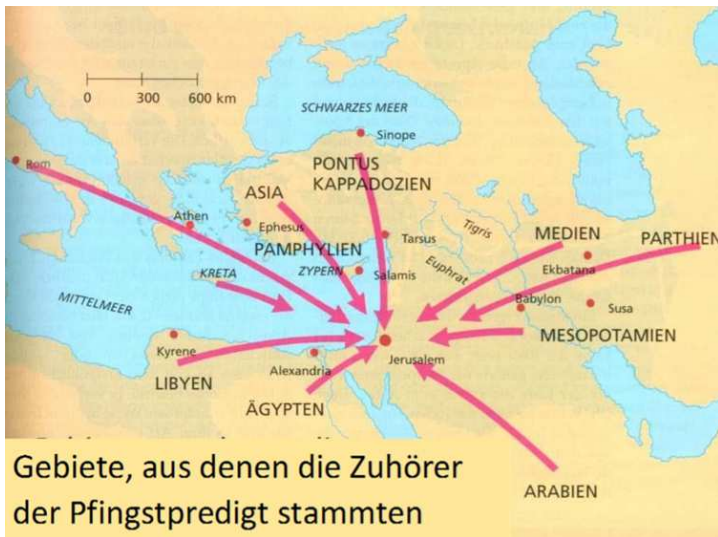 0 300 600 km
SCHWARZES MEER
Sinope
Rom
PONTUS
KAPPADOZIEN
ASIA
Athen
Ephesus
Tigris
Tarsus
MEDIEN
PARTHIEN
PAMPHYLIEN
Euphrat
Ekbatana
KRETA
ZYPERN
Salamis
MITTELMEER
Babylon
Susa
MESOPOTAMIEN
Kyrene
Jerusalem
Alexandria
LIBYEN
ÄGYPTEN
Gebiete, aus denen die Zuhörer
der Pfingstpredigt stammten
ARABIEN